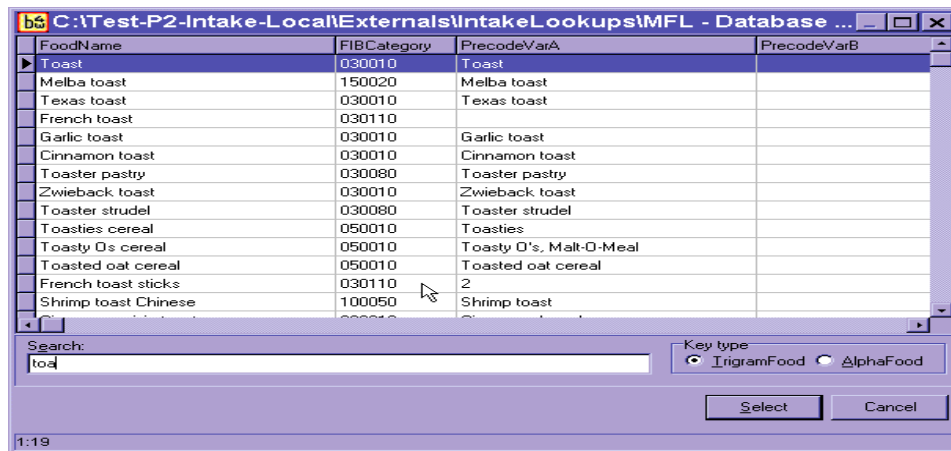 C:\Test-P2-Intake-Local\Externals\IntakeLookups\MFL - Database ...
FoodName FIBCategory PrecodeVarA PrecodeVarB
Toast 030010 Toast
Melba toast 150020 Melba toast
Texas toast 030010 Texas toast
French toast 030110
Garlic toast 030010 Garlic toast
Cinnamon toast 030010 Cinnamon toast
Toaster pastry 030080 Toaster pastry
Zwieback toast 030010 Zwieback toast
Toaster strudel 030080 Toaster strudel
Toasties cereal 050010 Toasties
Toasty Os cereal 050010 Toasty O's, Malt-O-Meal
Toasted oat cereal 050010 Toasted oat cereal
French toast sticks 030110 2
Shrimp toast Chinese 100050 Shrimp toast
Search: Key type
toa TrigramFood AlphaFood
Select Cancel
1:19